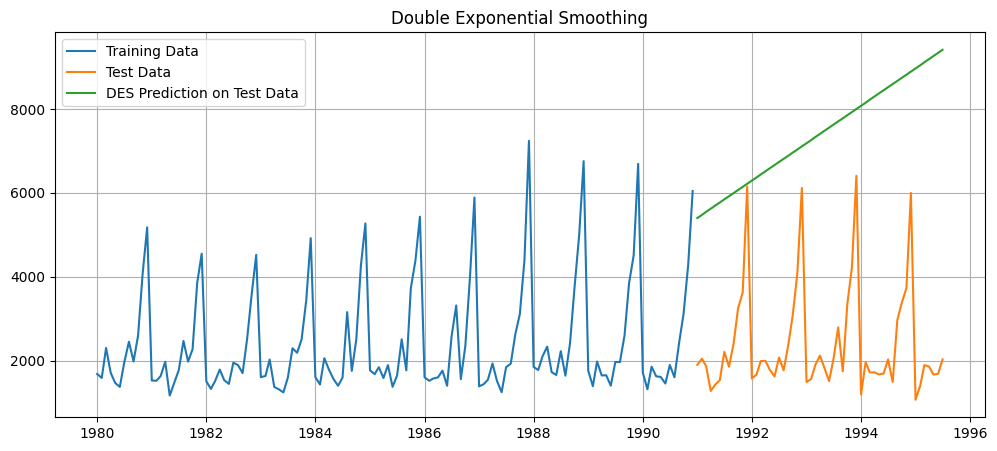 Double Exponential Smoothing
Training Data
Test Data
DES Prediction on Test Data
8000
6000
4000
2000
1980 1982 1984 1986 1988 1990 1992 1994 1996